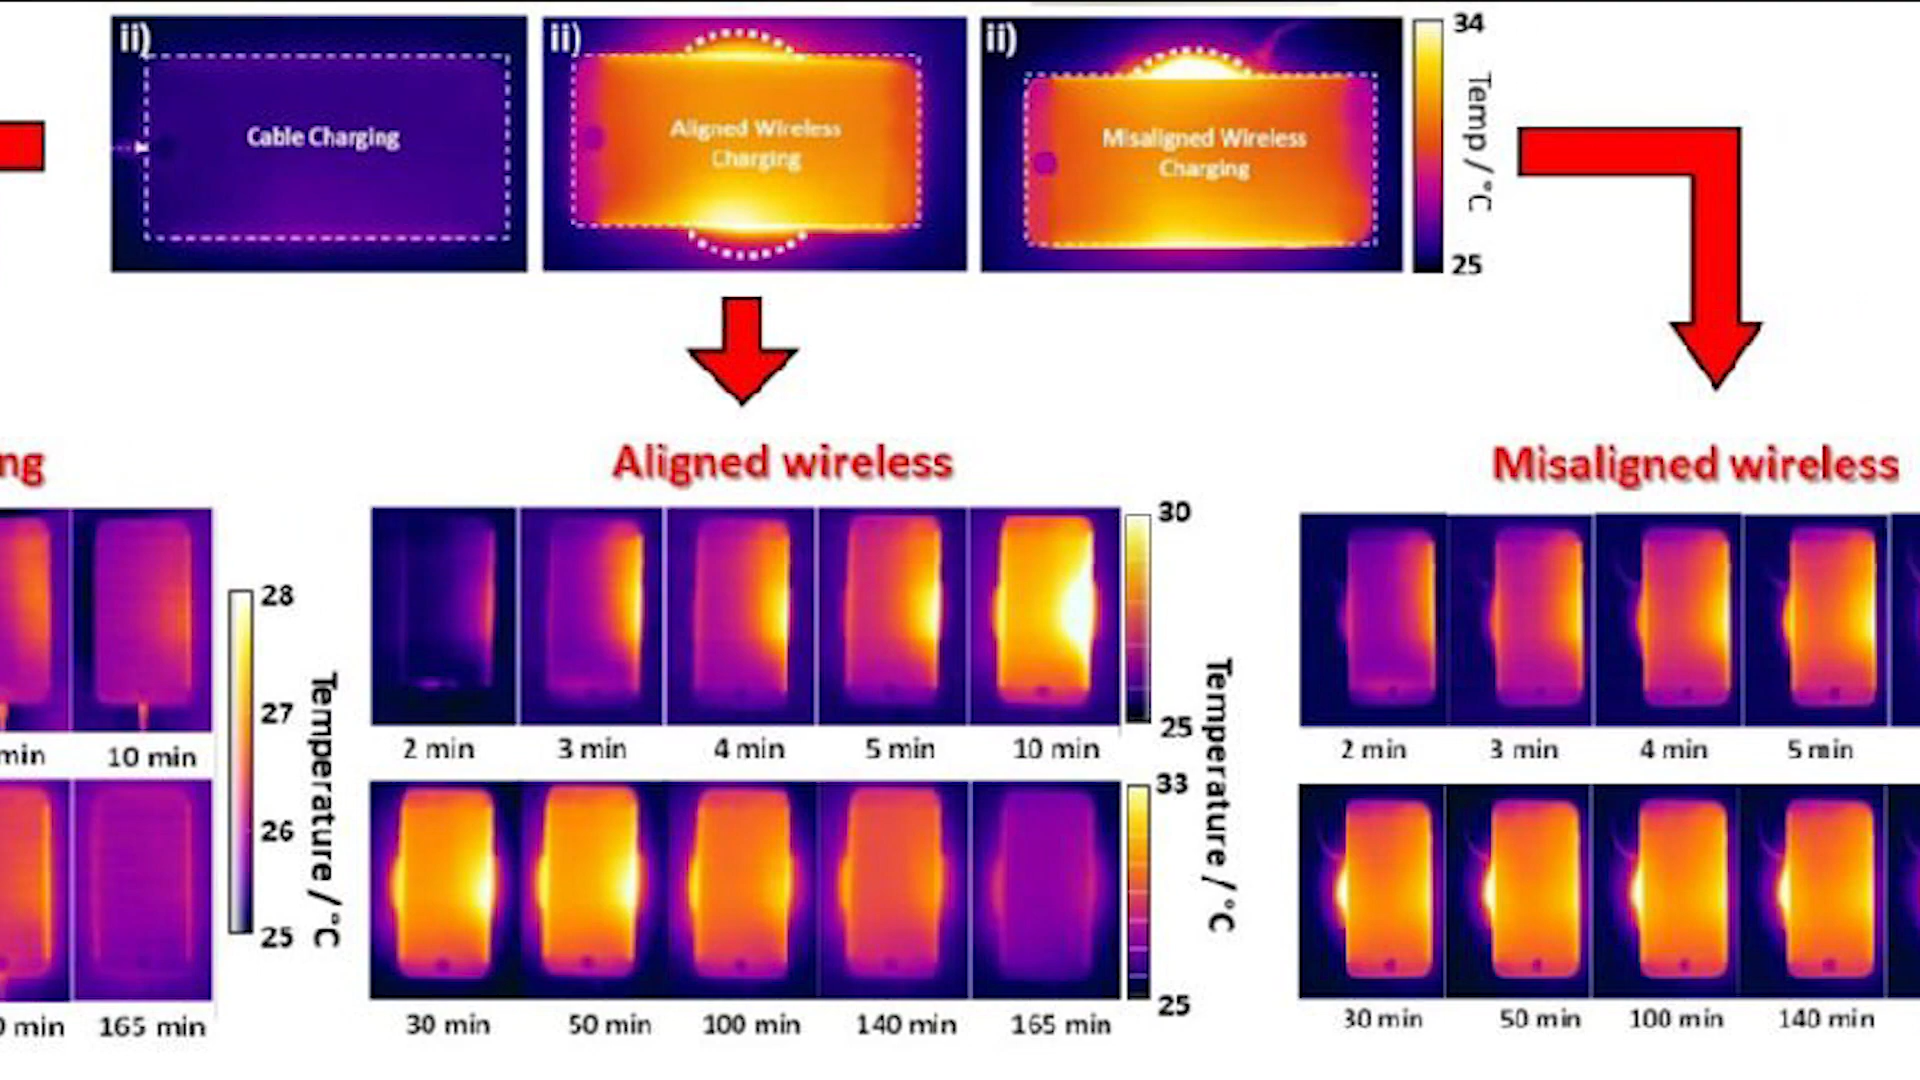 ii)
Cable Charging
ii)
Aligned Wireless
Charging
ii)
Misaligned Wireless
Charging
34
Temp / °C
25
ng
Aligned wireless
Misaligned wireless
min
10 min
28
27
26
25
Temperature / °C
0 min
165 min
30
25
2 min
3 min
4 min
5 min
10 min
33
25
Temperature / °C
30 min
50 min
100 min
140 min
165 min
2 min
3 min
4 min
5 min
30 min
50 min
100 min
140 min